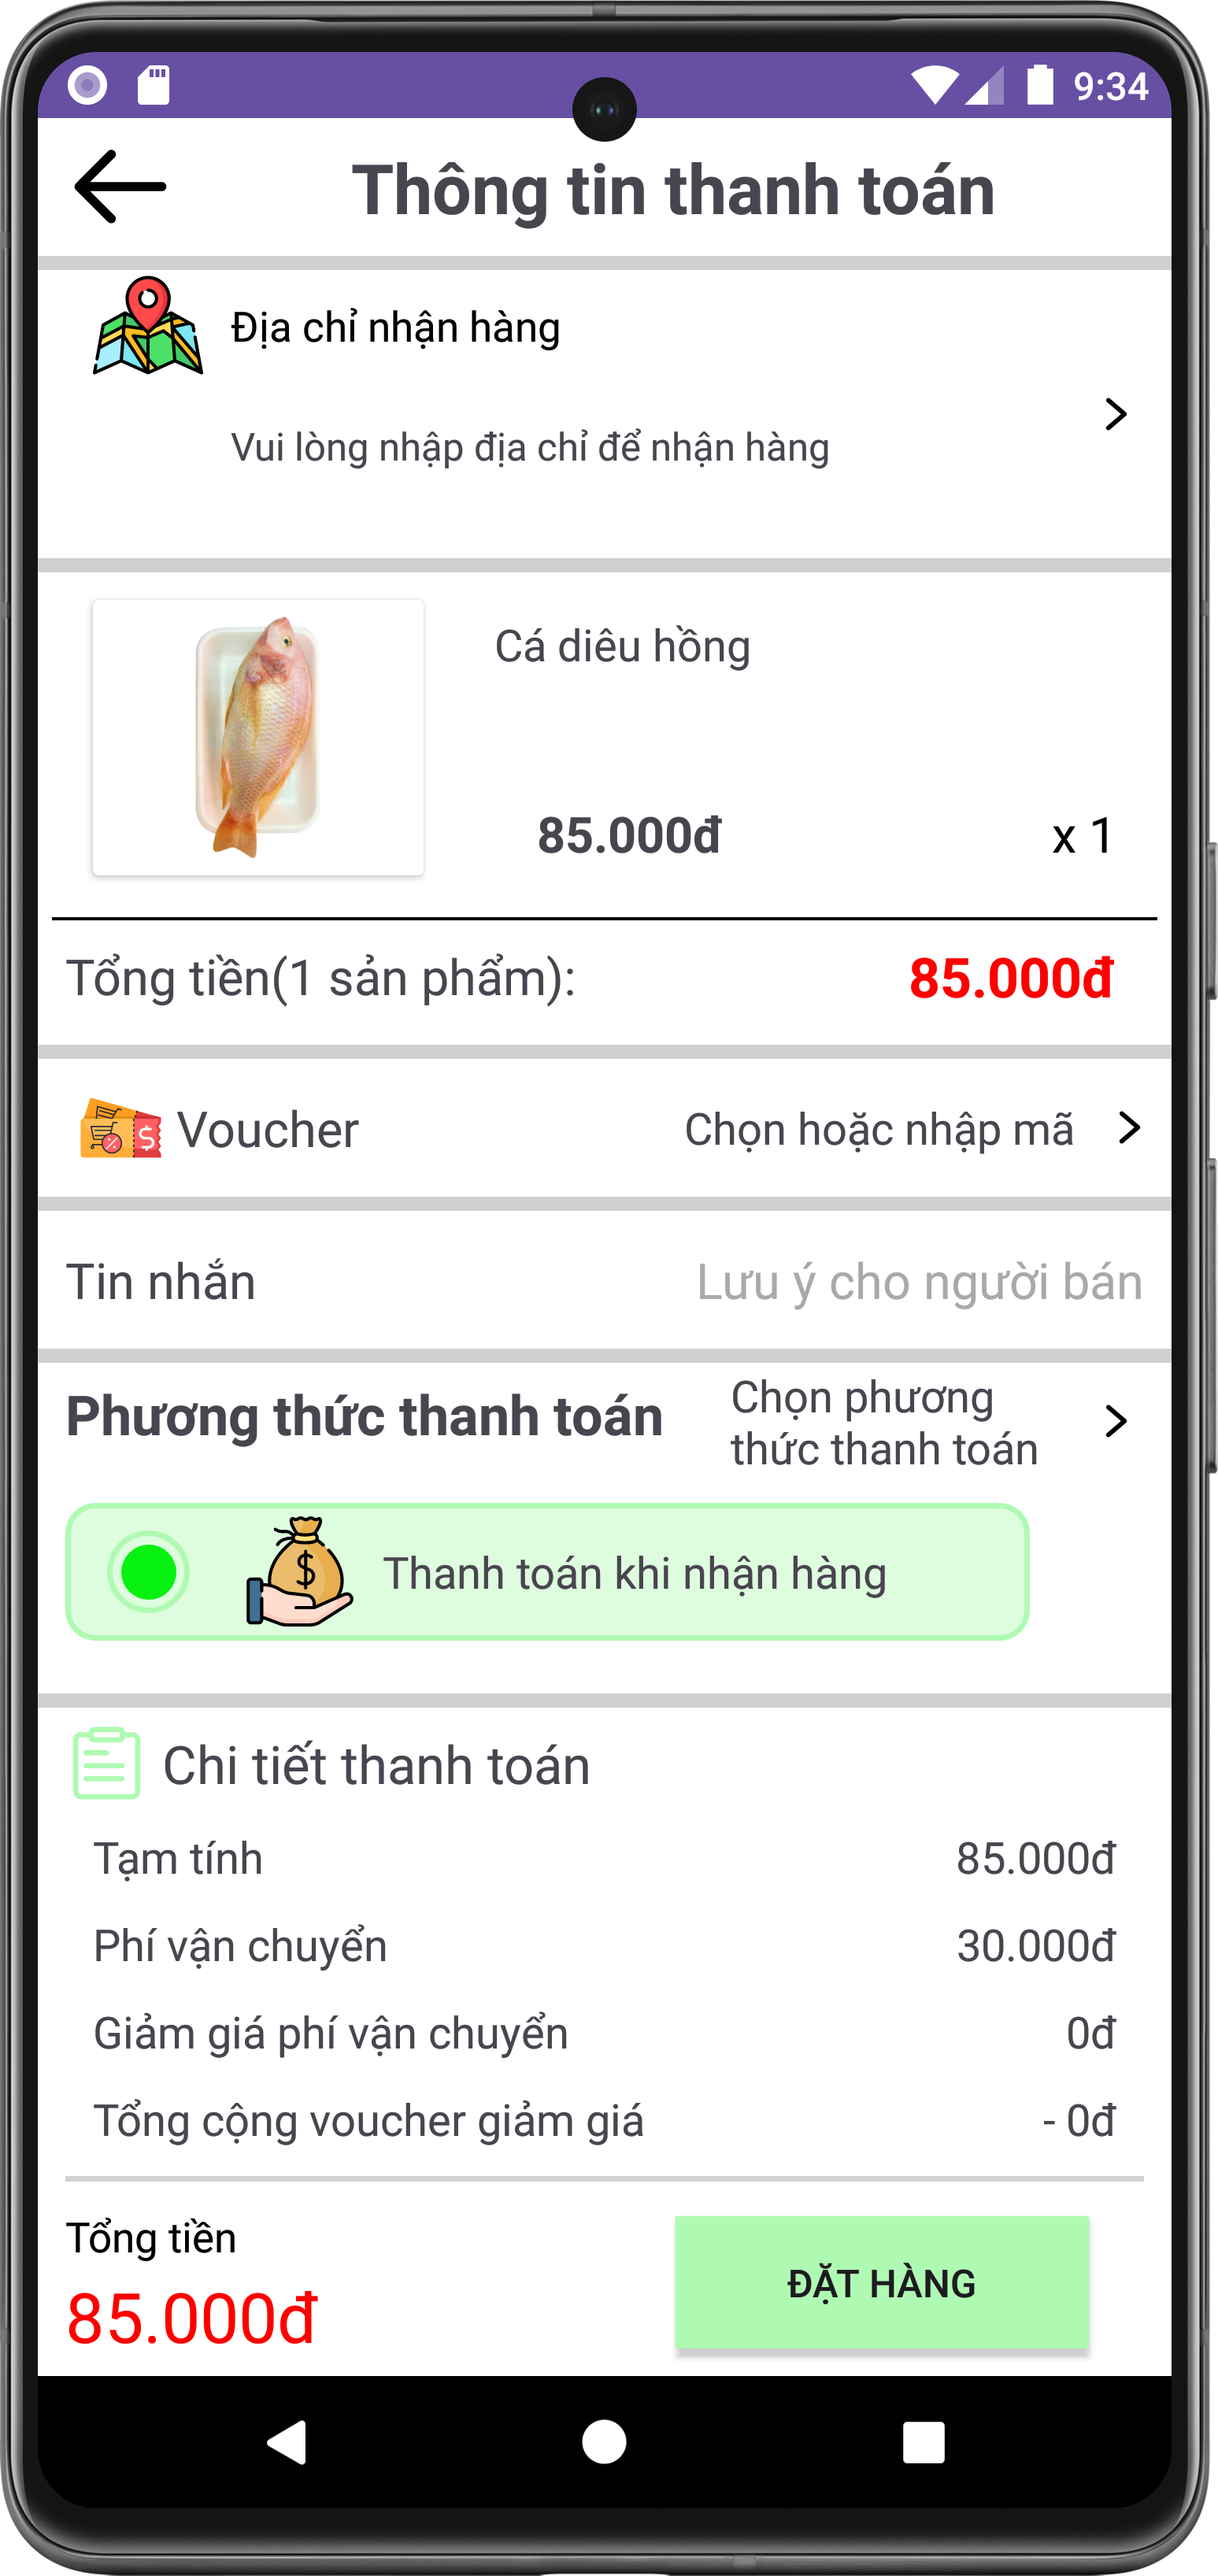 9:34
Thông tin thanh toán
Địa chỉ nhận hàng
Vui lòng nhập địa chỉ để nhận hàng
Cá diêu hồng
85.000đ x 1
Tổng tiền(1 sản phẩm): 85.000đ
Voucher Chọn hoặc nhập mã
Tin nhắn Lưu ý cho người bán
Phương thức thanh toán
Chọn phương
thức thanh toán
Thanh toán khi nhận hàng
Chi tiết thanh toán
Tạm tính 85.000đ
Phí vận chuyển 30.000đ
Giảm giá phí vận chuyển 0đ
Tổng cộng voucher giảm giá - 0đ
Tổng tiền
85.000đ
ĐẶT HÀNG